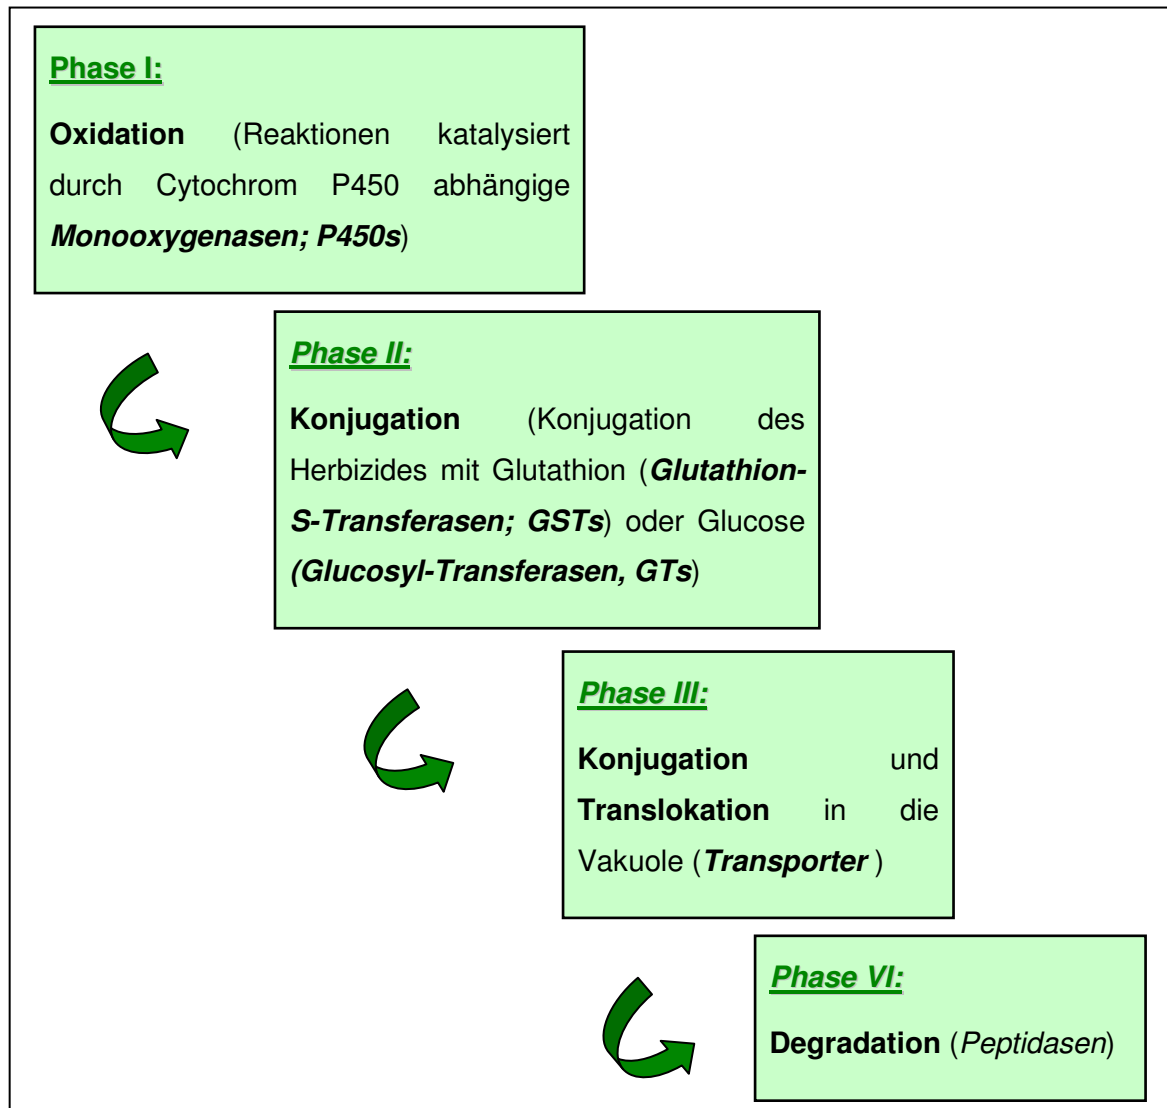 Phase I:
Oxidation (Reaktionen katalysiert
durch Cytochrom P450 abhängige
Monooxygenasen; P450s)
Phase II:
Konjugation (Konjugation des
Herbizides mit Glutathion (Glutathion-
S-Transferasen; GSTs) oder Glucose
(Glucosyl-Transferasen, GTs)
Phase III:
Konjugation und
Translokation in die
Vakuole (Transporter )
Phase VI:
Degradation (Peptidasen)